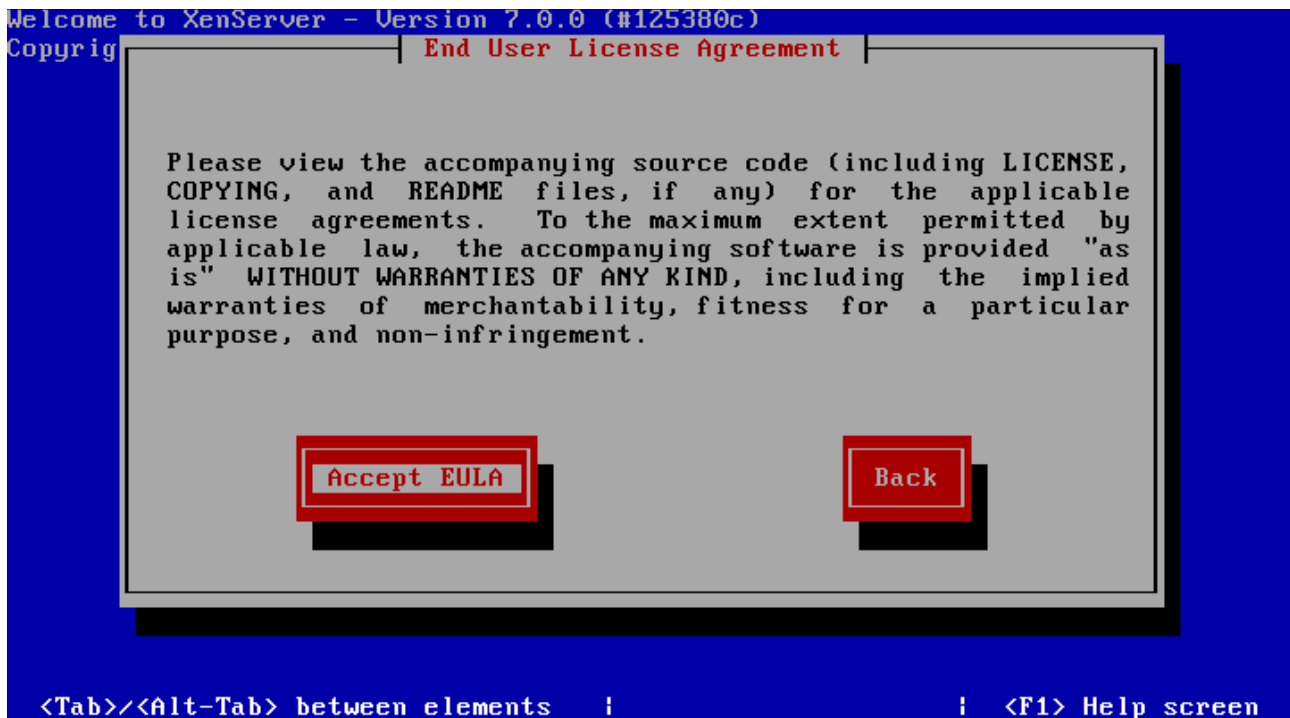 Welcome to XenServer - Version 7.0.0 (#125380c)
Copyrig
End User License Agreement
Please view the accompanying source code (including LICENSE,
COPYING, and README files, if any) for the applicable
license agreements. To the maximum extent permitted by
applicable law, the accompanying software is provided "as
is" WITHOUT WARRANTIES OF ANY KIND, including the implied
warranties of merchantability, fitness for a particular
purpose, and non-infringement.
Accept EULA Back
<Tab>/<Alt-Tab> between elements | | <F1> Help screen